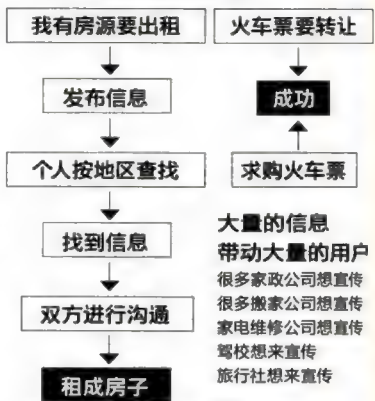 我有房源要出租
发布信息
个人按地区查找
找到信息
双方进行沟通
租成房子
火车票要转让
成功
求购火车票
大量的信息
带动大量的用户
很多家政公司想宣传
很多搬家公司想宣传
家电维修公司想宣传
驾校想来宣传
旅行社想来宣传